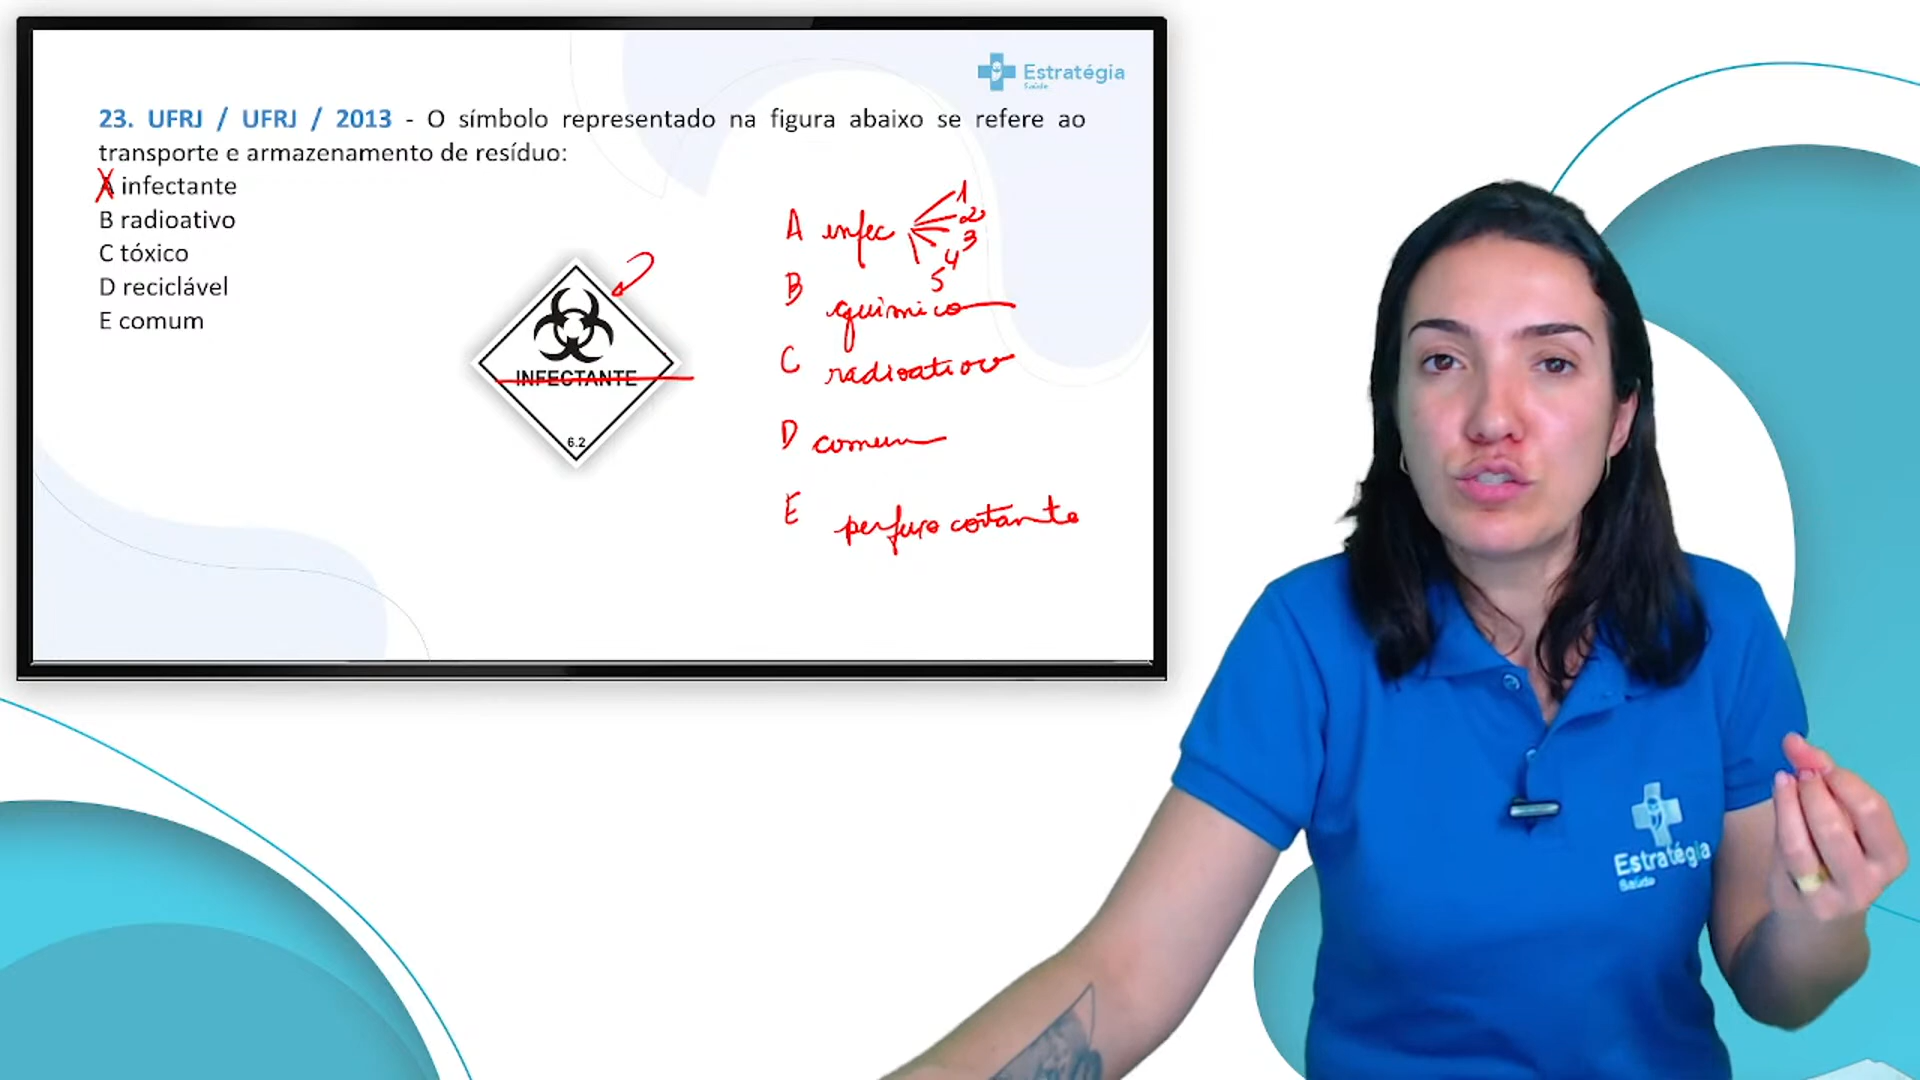 Estratégia
Saúde
23. UFRJ / UFRJ / 2013 - O símbolo representado na figura abaixo se refere ao
transporte e armazenamento de resíduo:
A infectante
B radioativo
C tóxico
D reciclável
E comum
INFECTANTE
6.2
A infec 1
2
3
4
5
B químico
C radioativo
D comum
E perfuro cortante
Estratégia
Saúde